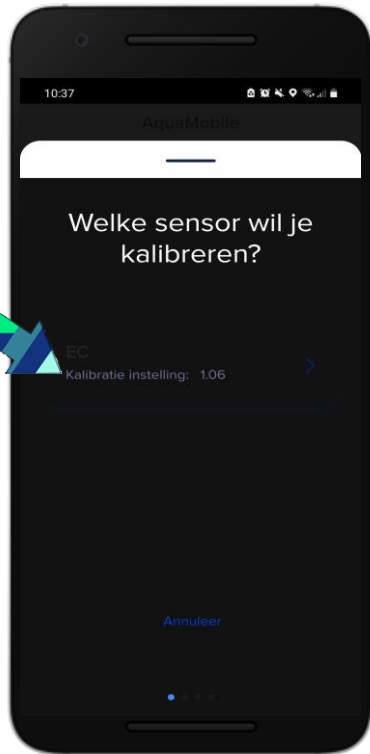 10:37
AquaMobile
Welke sensor wil je
kalibreren?
EC
Kalibratie instelling: 1.06
Annuleer